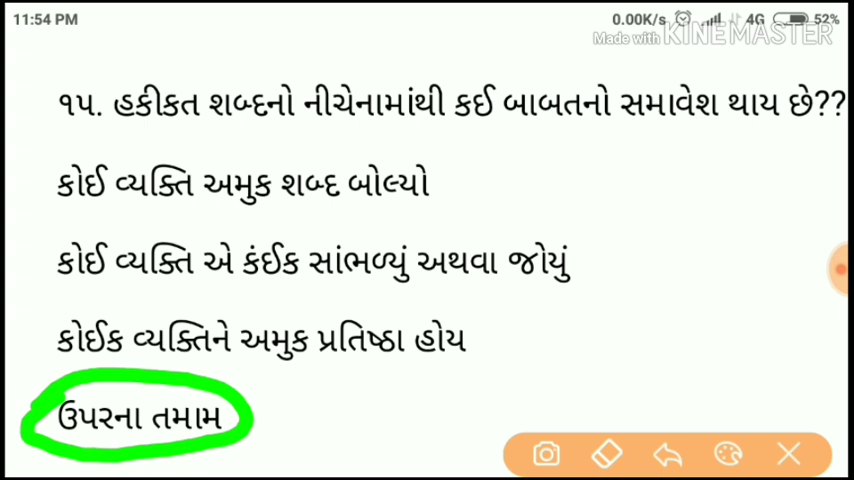 11:54 PM 0.00K/s 4G 52%
Made with KINEMASTER
૧૫. હકીકત શબ્દનો નીચેનામાંથી કઈ બાબતનો સમાવેશ થાય છે??
કોઈ વ્યક્તિ અમુક શબ્દ બોલ્યો
કોઈ વ્યક્તિ એ કંઈક સાંભળ્યું અથવા જોયું
કોઈક વ્યક્તિને અમુક પ્રતિષ્ઠા હોય
ઉપરના તમામ